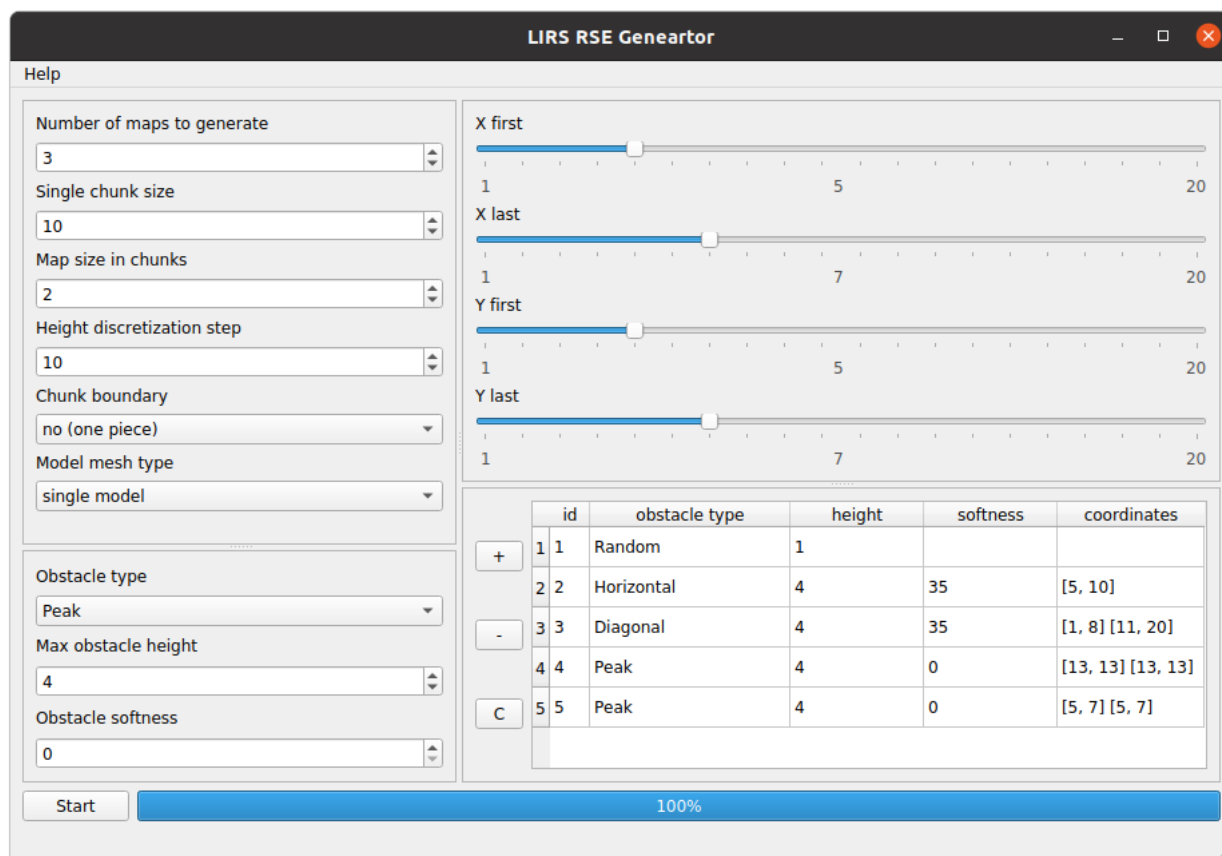 LIRS RSE Geneartor
Help
Number of maps to generate
3
Single chunk size
10
Map size in chunks
2
Height discretization step
10
Chunk boundary
no (one piece)
Model mesh type
single model
Obstacle type
Peak
Max obstacle height
4
Obstacle softness
0
X first
1 5 20
X last
1 7 20
Y first
1 5 20
Y last
1 7 20
+
-
C
id obstacle type height softness coordinates
1 1 Random 1
2 2 Horizontal 4 35 [5, 10]
3 3 Diagonal 4 35 [1, 8] [11, 20]
4 4 Peak 4 0 [13, 13] [13, 13]
5 5 Peak 4 0 [5, 7] [5, 7]
Start
100%